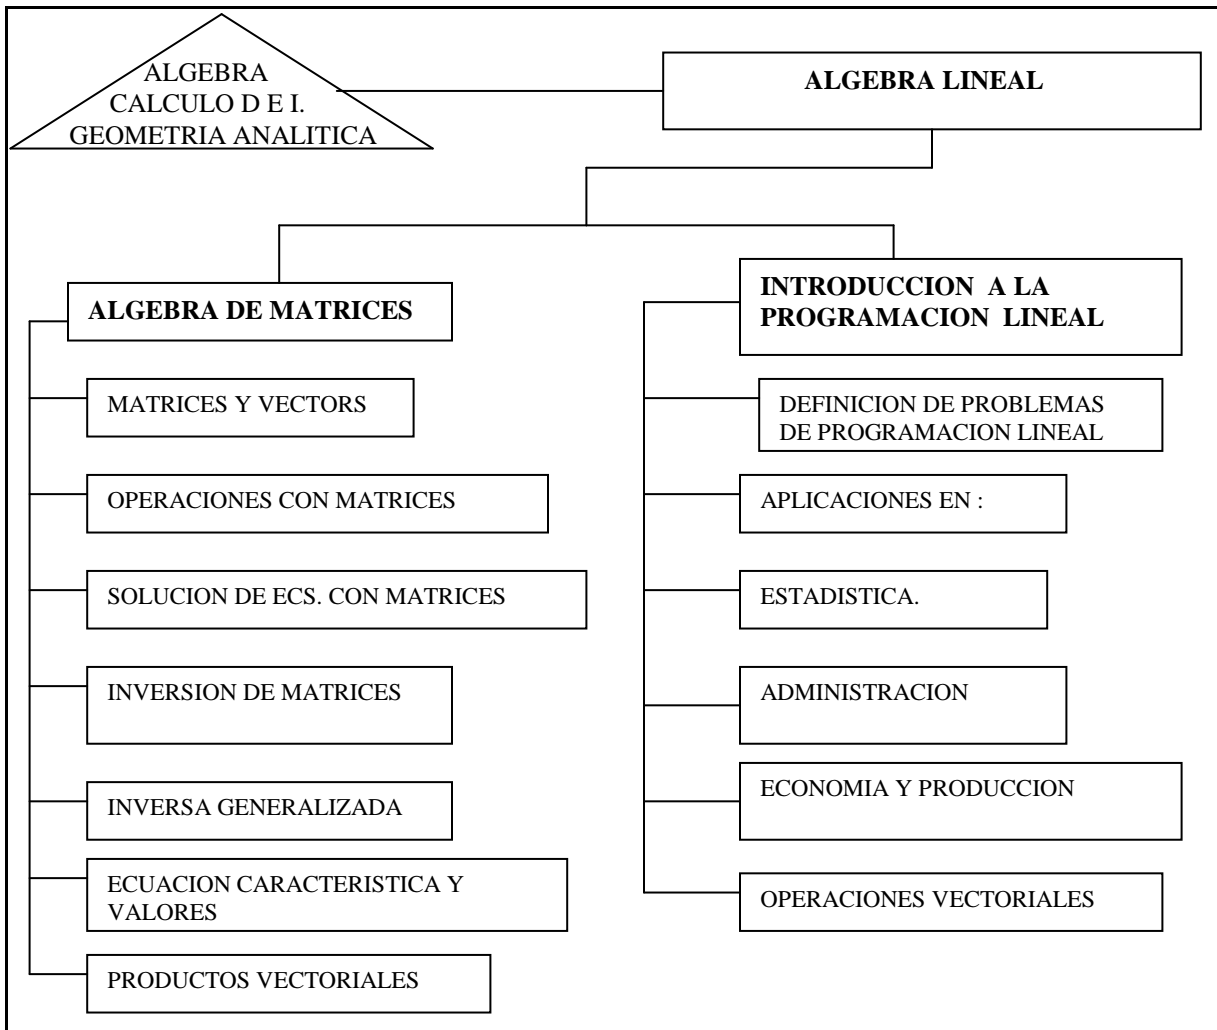 ALGEBRA
CALCULO D E I.
GEOMETRIA ANALITICA
ALGEBRA LINEAL
ALGEBRA DE MATRICES
MATRICES Y VECTORS
OPERACIONES CON MATRICES
SOLUCION DE ECS. CON MATRICES
INVERSION DE MATRICES
INVERSA GENERALIZADA
ECUACION CARACTERISTICA Y
VALORES
PRODUCTOS VECTORIALES
INTRODUCCION A LA
PROGRAMACION LINEAL
DEFINICION DE PROBLEMAS
DE PROGRAMACION LINEAL
APLICACIONES EN :
ESTADISTICA.
ADMINISTRACION
ECONOMIA Y PRODUCCION
OPERACIONES VECTORIALES